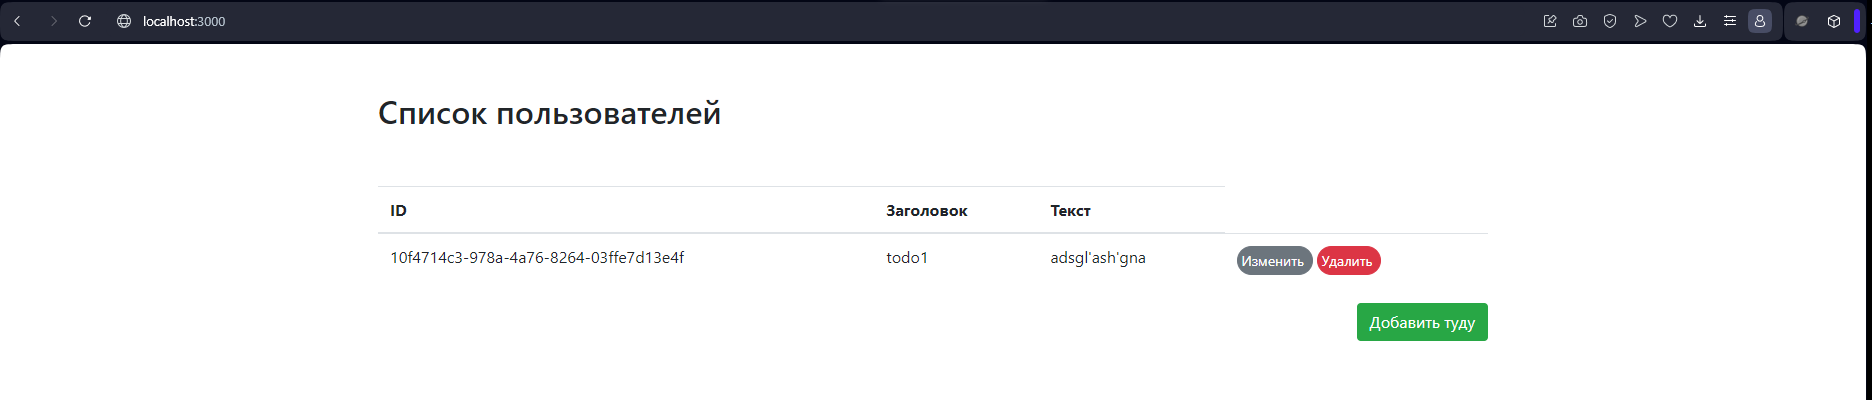 localhost:3000
Список пользователей
ID Заголовок Текст
10f4714c3-978a-4a76-8264-03ffe7d13e4f todo1 adsgl'ash'gna Изменить Удалить
Добавить туду